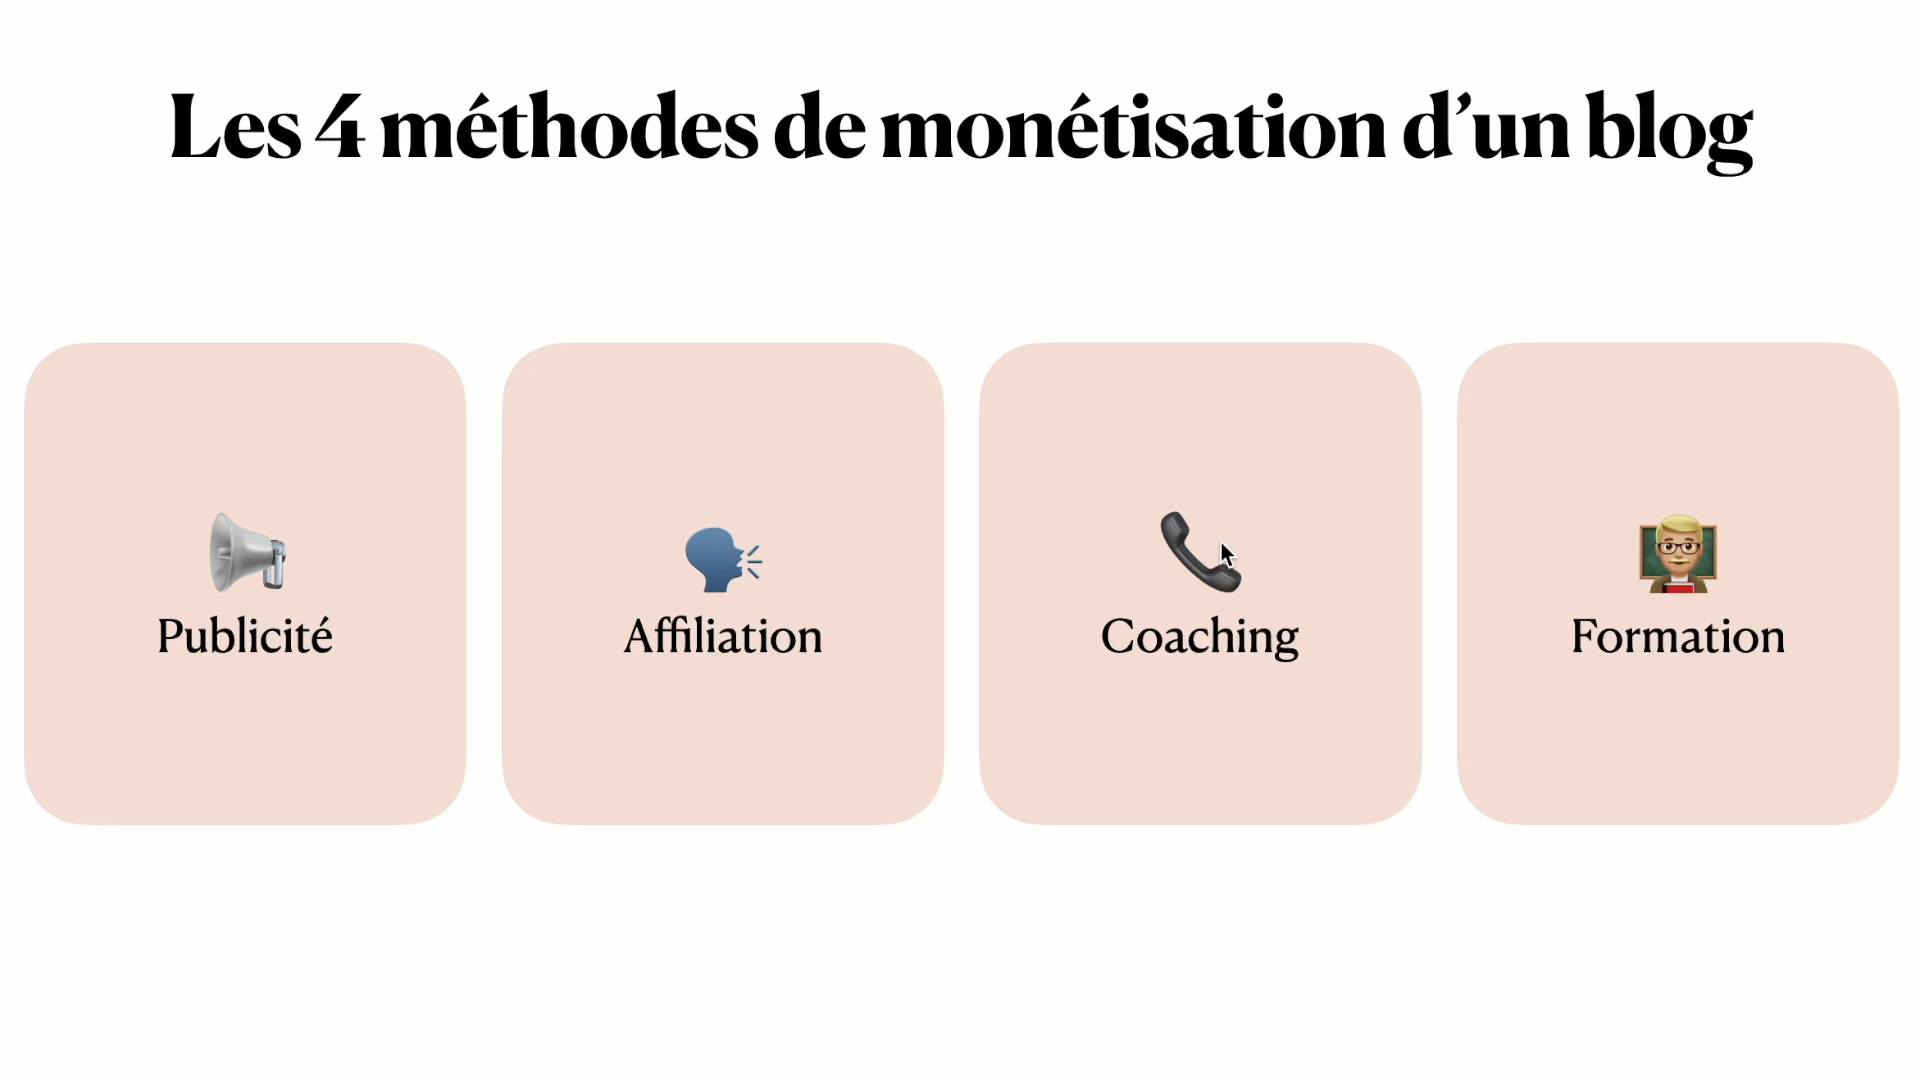 Les 4 méthodes de monétisation d’un blog
Publicité
Affiliation
Coaching
Formation